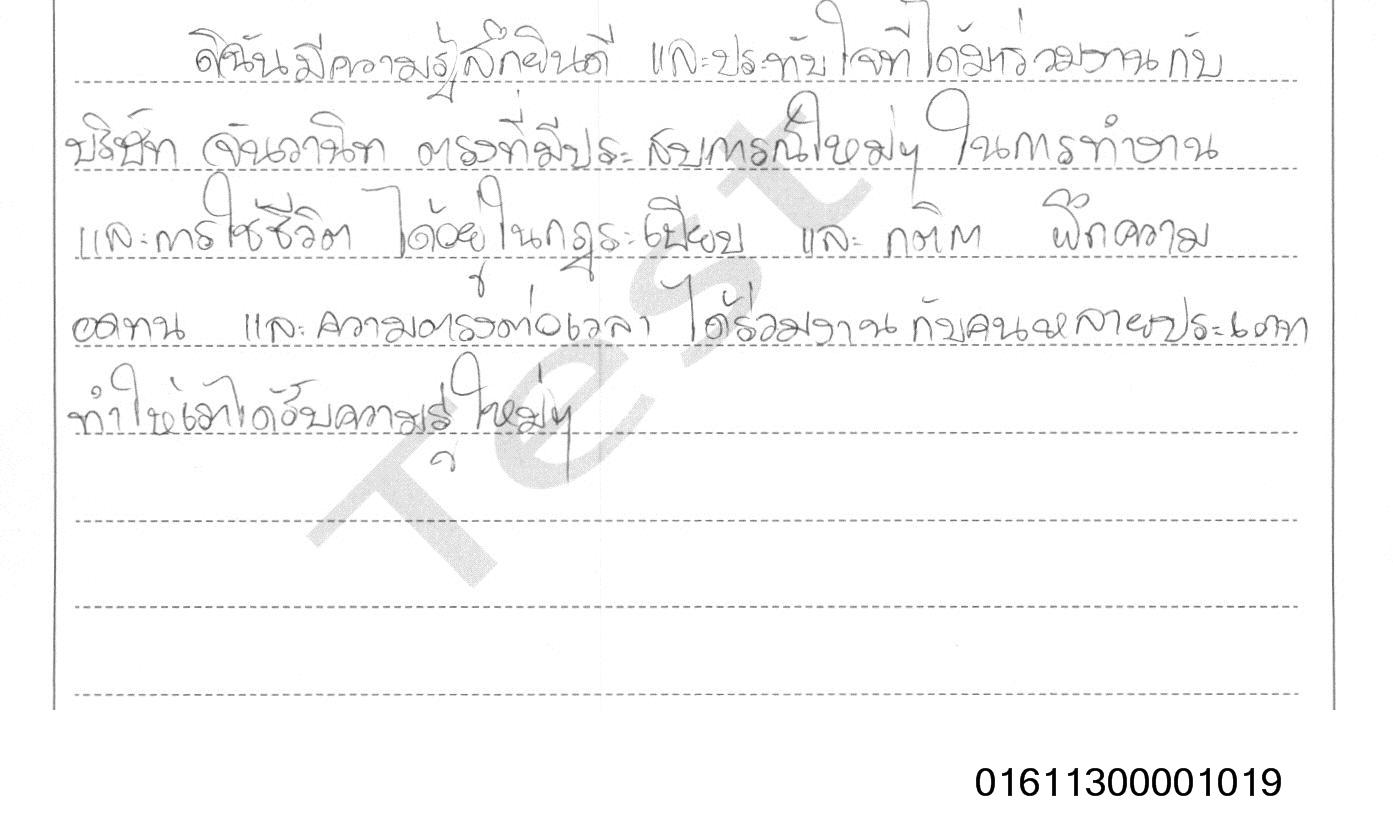 ดิฉันมีความรู้สึกยินดี และประทับใจที่ได้มาร่วมงานกับ
บริษัท จันวานิท ตรงที่มีประสบการณ์ใหม่ๆ ในการทำงาน
และการใช้ชีวิต ได้อยู่ในกฎระเบียบ และ กติกา ฝึกความ
อดทน และความตรงต่อเวลา ได้ร่วมงานกับคนหลายประเภท
ทำให้เราได้รับความรู้ใหม่ๆ
Test
01611300001019